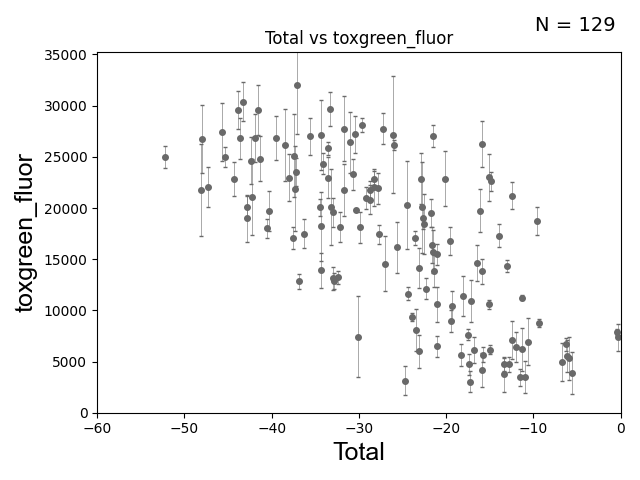 N = 129
Total vs toxgreen_fluor
35000
30000
25000
20000
15000
10000
5000
0
toxgreen_fluor
−60 −50 −40 −30 −20 −10 0
Total